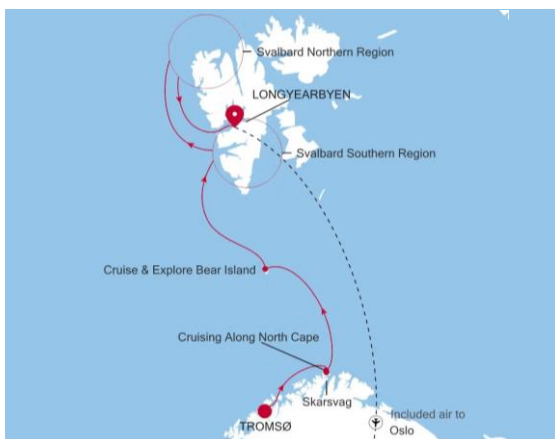 Svalbard Northern Region
LONGYEARBYEN
Svalbard Southern Region
Cruise & Explore Bear Island
Cruising Along North Cape
Skarsvag
TROMSØ
Included air to
Oslo